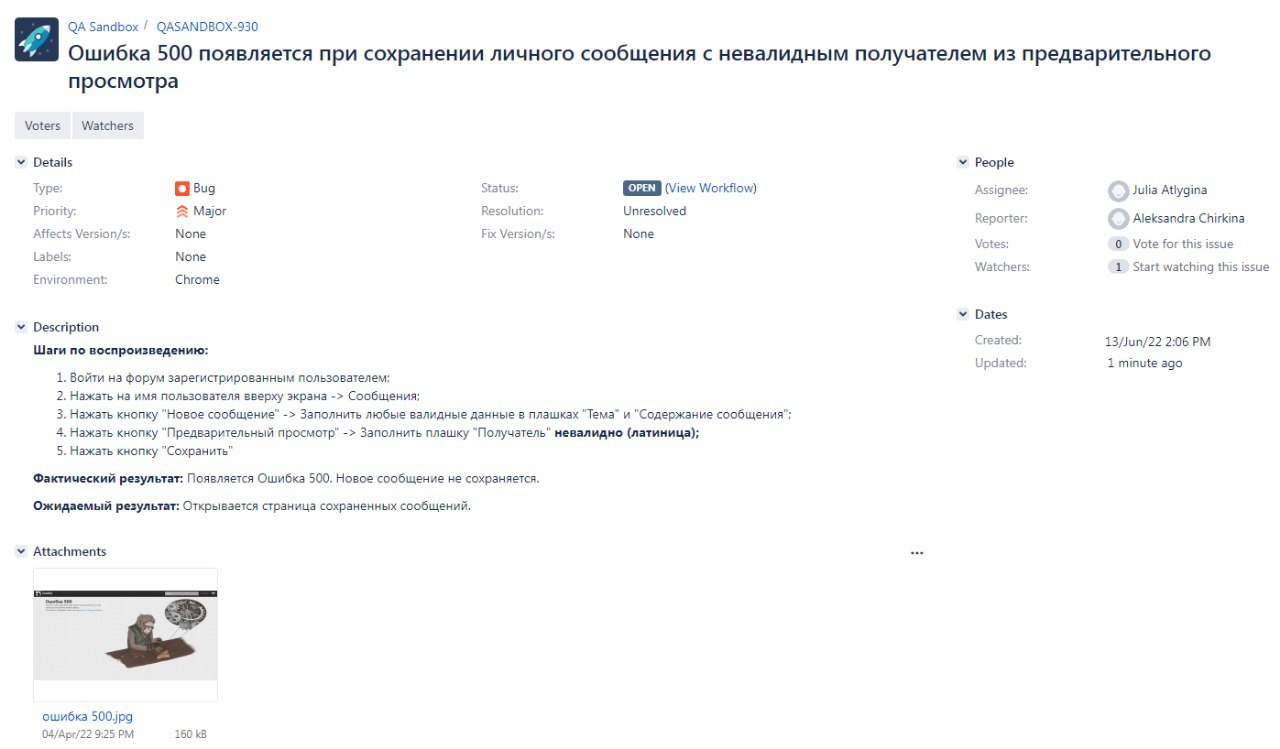 QA Sandbox / QASANDBOX-930
Ошибка 500 появляется при сохранении личного сообщения с невалидным получателем из предварительного
просмотра
Voters Watchers
Details
Type: Bug
Priority: Major
Affects Version/s: None
Labels: None
Environment: Chrome
Status: OPEN (View Workflow)
Resolution: Unresolved
Fix Version/s: None
People
Assignee: Julia Atlygina
Reporter: Aleksandra Chirkina
Votes: 0 Vote for this issue
Watchers: 1 Start watching this issue
Dates
Created: 13/Jun/22 2:06 PM
Updated: 1 minute ago
Description
Шаги по воспроизведению:
1. Войти на форум зарегистрированным пользователем;
2. Нажать на имя пользователя вверху экрана -> Сообщения;
3. Нажать кнопку "Новое сообщение" -> Заполнить любые валидные данные в плашках "Тема" и "Содержание сообщения";
4. Нажать кнопку "Предварительный просмотр" -> Заполнить плашку "Получатель" невалидно (латиница);
5. Нажать кнопку "Сохранить"
Фактический результат: Появляется Ошибка 500. Новое сообщение не сохраняется.
Ожидаемый результат: Открывается страница сохраненных сообщений.
Attachments
Ошибка 500
ошибка 500.jpg
04/Apr/22 9:25 PM 160 kB